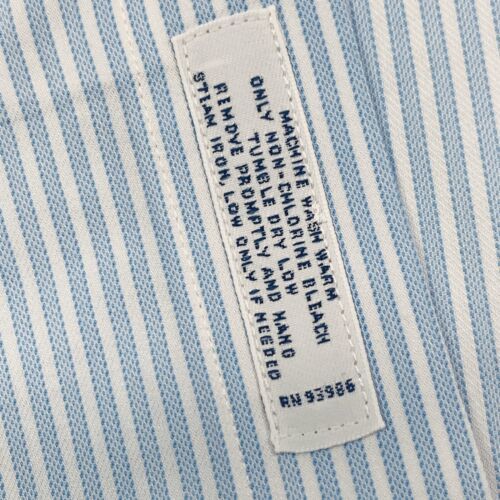 MACHINE WASH WARM
ONLY NON-CHLORINE BLEACH
TUMBLE DRY LOW
REMOVE PROMPTLY AND HANG
STEAM IRON, LOW ONLY IF NEEDED
RN 93986